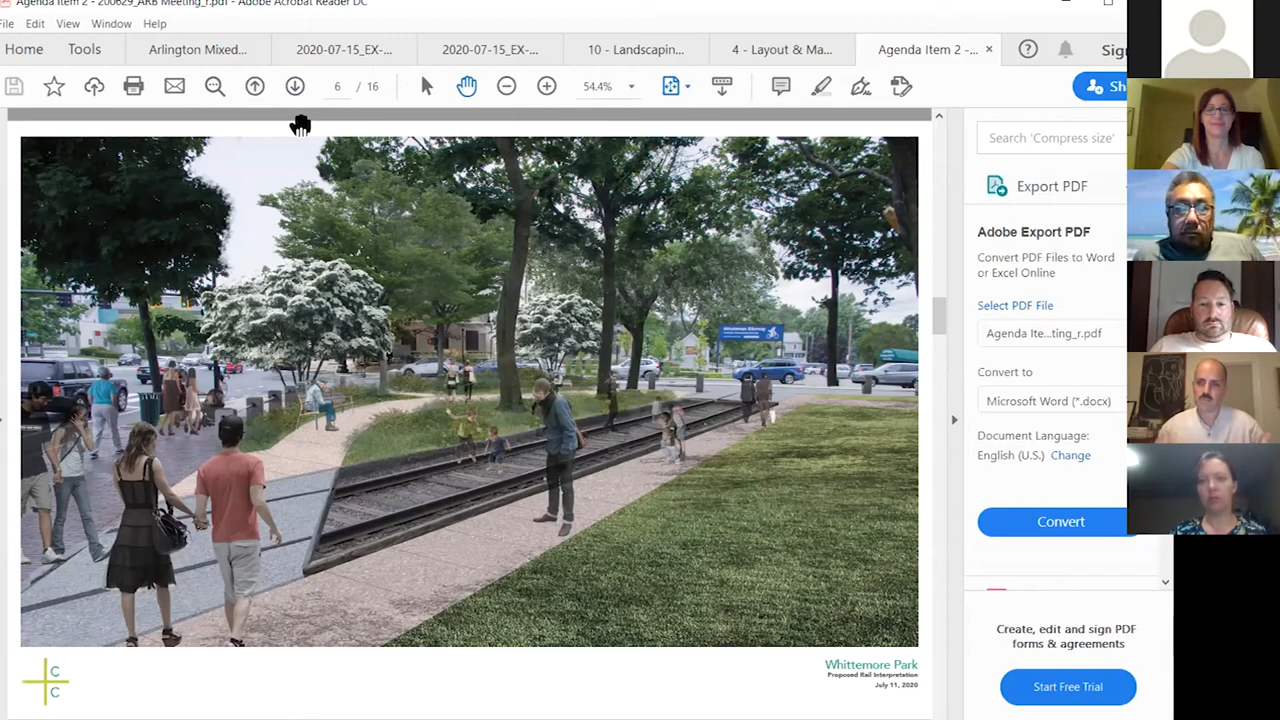 Agenda Item 2 - 200629_ARB Meeting_r.pdf - Adobe Acrobat Reader DC
File Edit View Window Help
Home Tools Arlington Mixed... 2020-07-15_EX-... 2020-07-15_EX-... 10 - Landscapin... 4 - Layout & Ma... Agenda Item 2 -... × ? Sig
6 / 16 54.4% Sh
Search 'Compress size'
Export PDF
Adobe Export PDF
Convert PDF Files to Word
or Excel Online
Select PDF File
Agenda Ite...ting_r.pdf
Convert to
Microsoft Word (*.docx)
Document Language:
English (U.S.) Change
Convert
Create, edit and sign PDF
forms & agreements
Start Free Trial
Minuteman Bikeway
C
C
Whittemore Park
Proposed Rail Interpretation
July 11, 2020